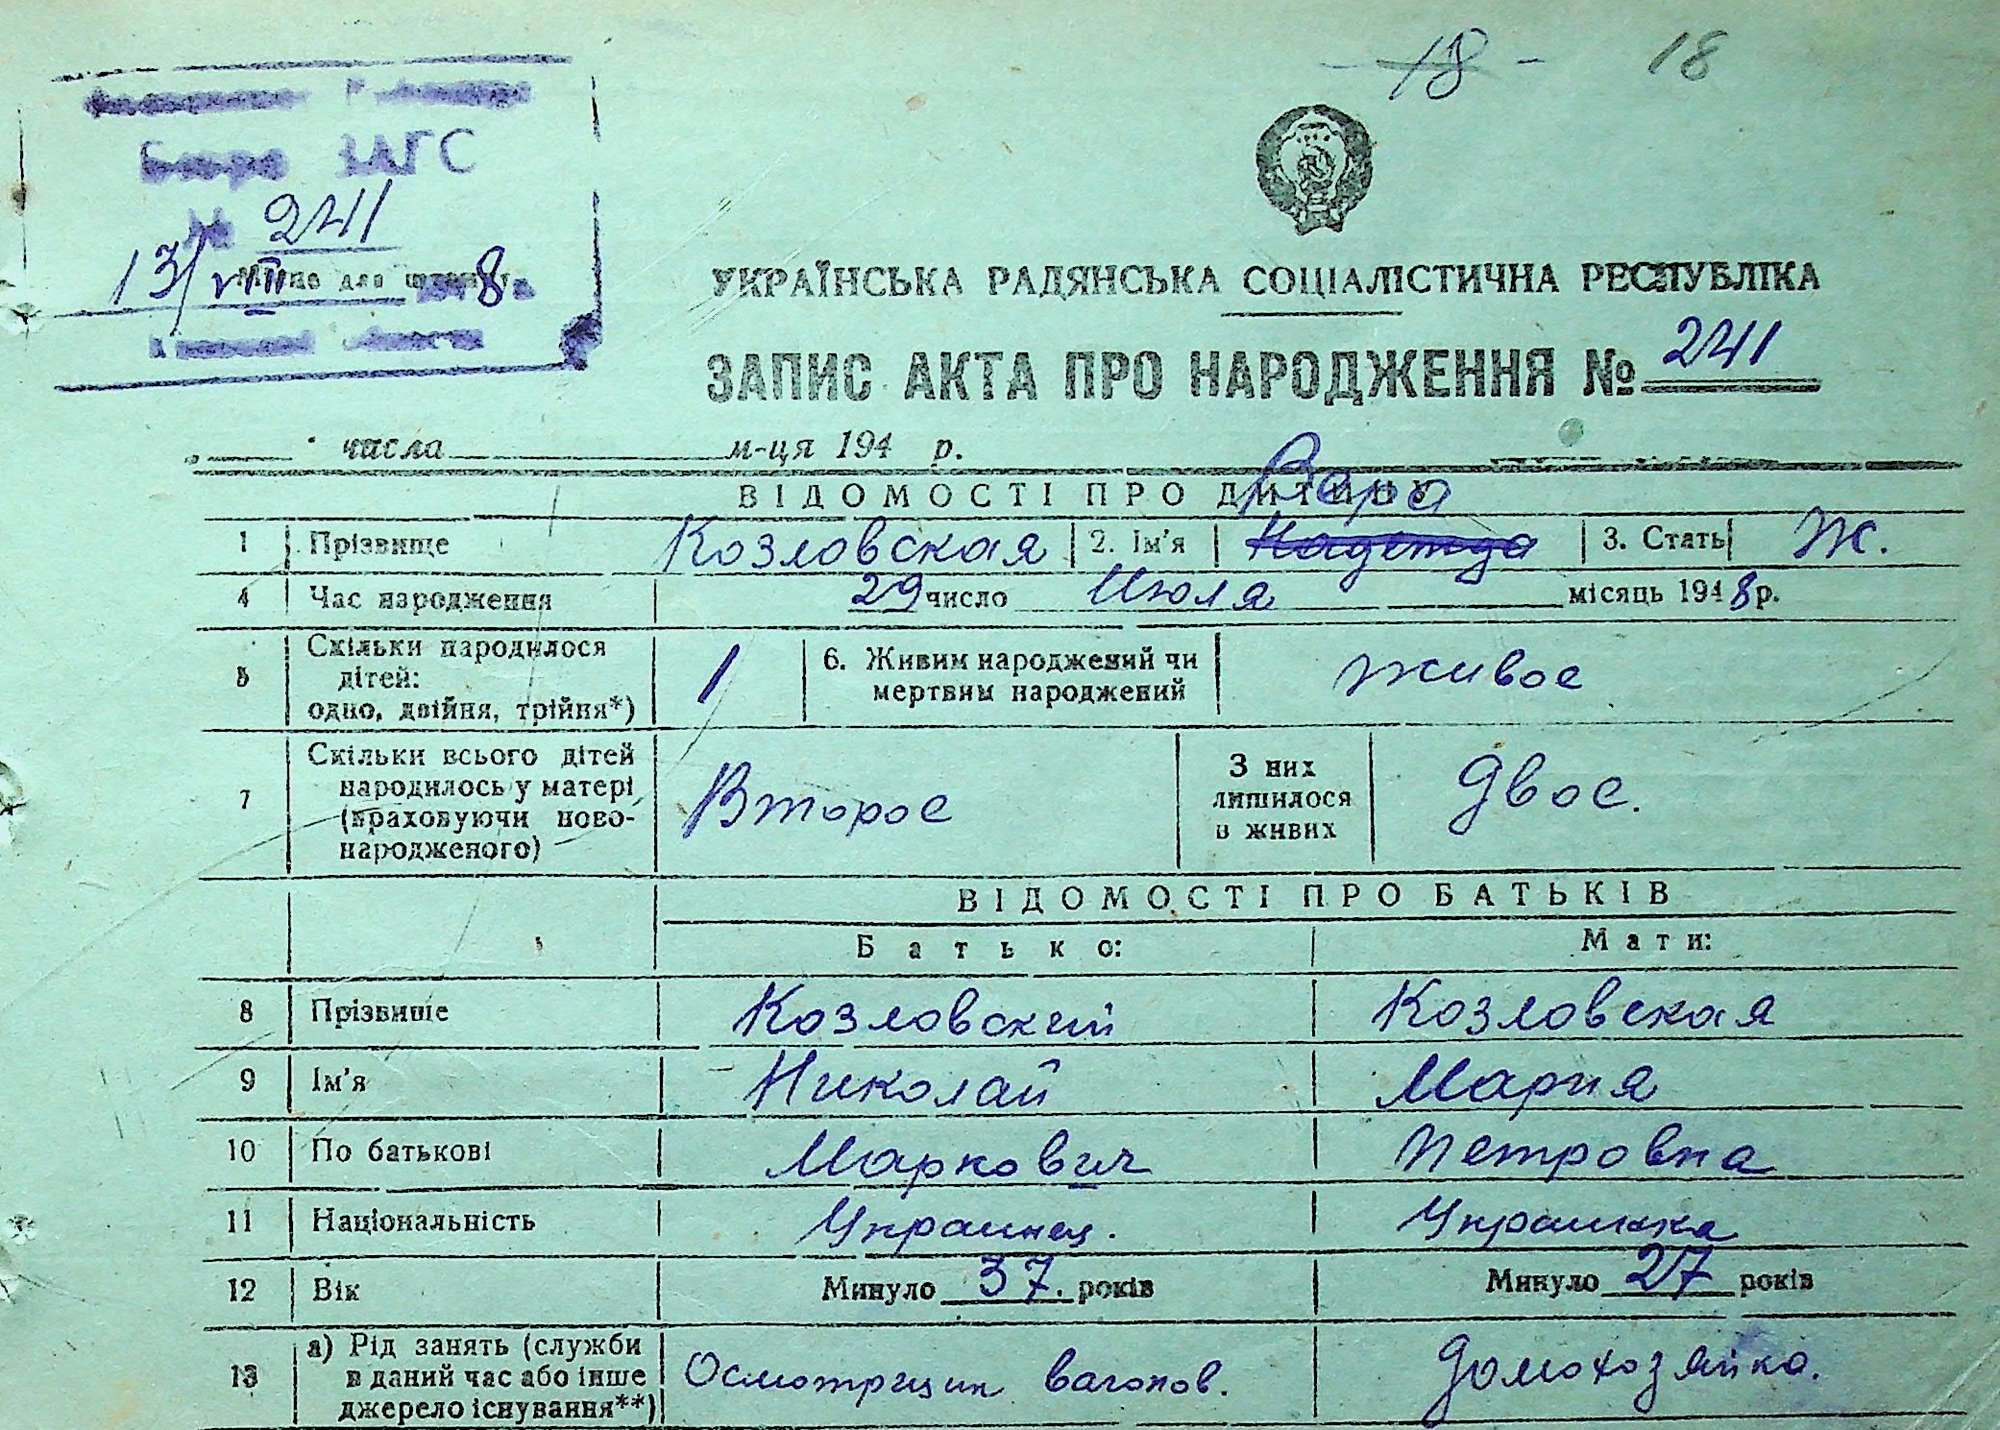 18 - 18
Бюро ЗАГС
№ 241
Місце для штампу
13/VIII 8
УКРАЇНСЬКА РАДЯНСЬКА СОЦІАЛІСТИЧНА РЕСПУБЛІКА
ЗАПИС АКТА ПРО НАРОДЖЕННЯ № 241
„ числа м-ця 194 р.
ВІДОМОСТІ ПРО ДИТИНУ
Вера
1 Прізвище Козловская 2. Ім'я Надежда 3. Стать Ж.
4 Час народження 29 число Июля місяць 1948 р.
5 Скільки народилося дітей: одно, двійня, трійня*) 1 6. Живим народжений чи мертвим народжений живое
7 Скільки всього дітей народилось у матері (враховуючи новонародженого) Второе З них лишилося в живих Двое.
ВІДОМОСТІ ПРО БАТЬКІВ
Батько: Мати:
8 Прізвище Козловский Козловская
9 Ім'я Николай Мария
10 По батькові Маркович Петровна
11 Національність Украинец. Украинка
12 Вік Минуло 37. років Минуло 27 років
13 а) Рід занять (служби в даний час або інше джерело існування**) Осмотрщик вагонов. Домохозяйка.